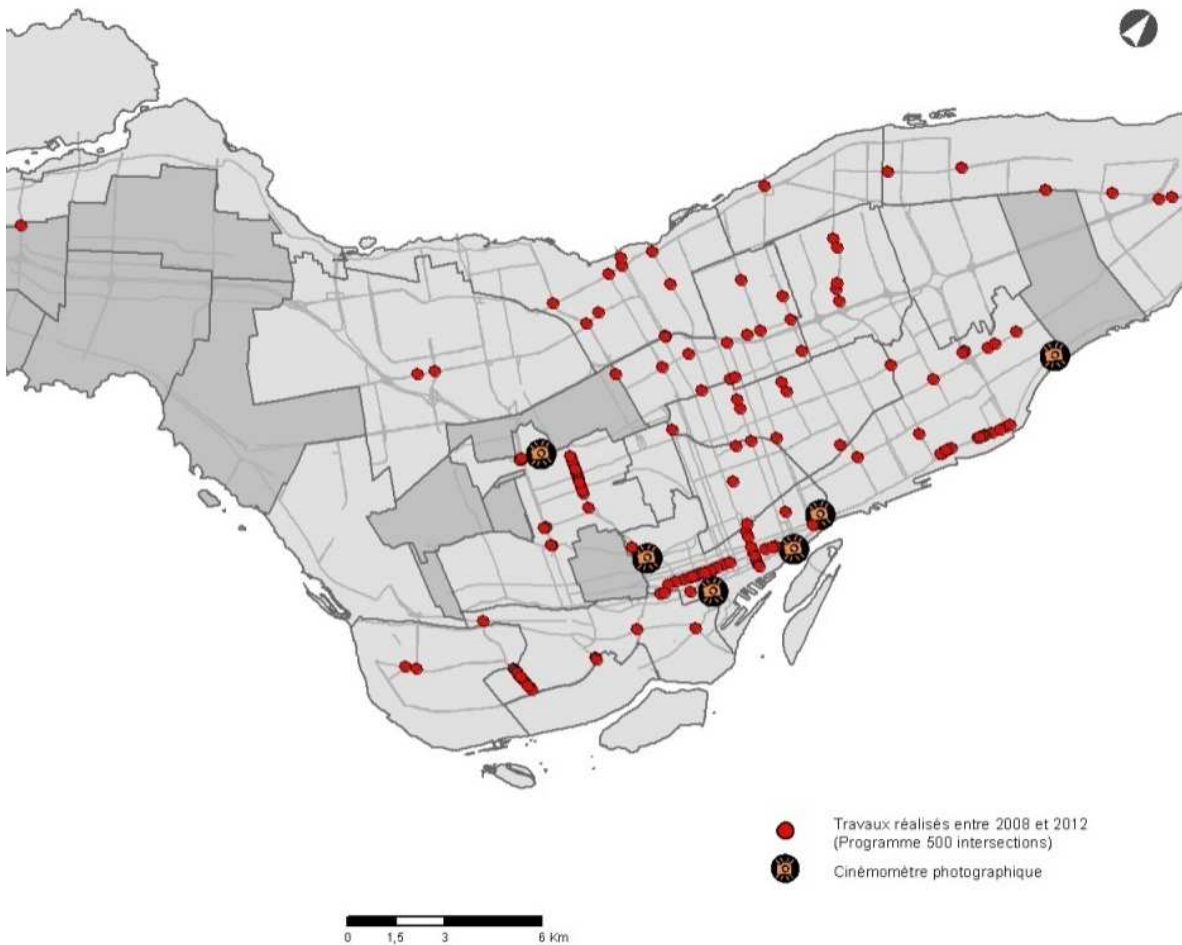 Travaux réalisés entre 2008 et 2012
(Programme 500 intersections)
Cinémomètre photographique
0 1,5 3 6 Km